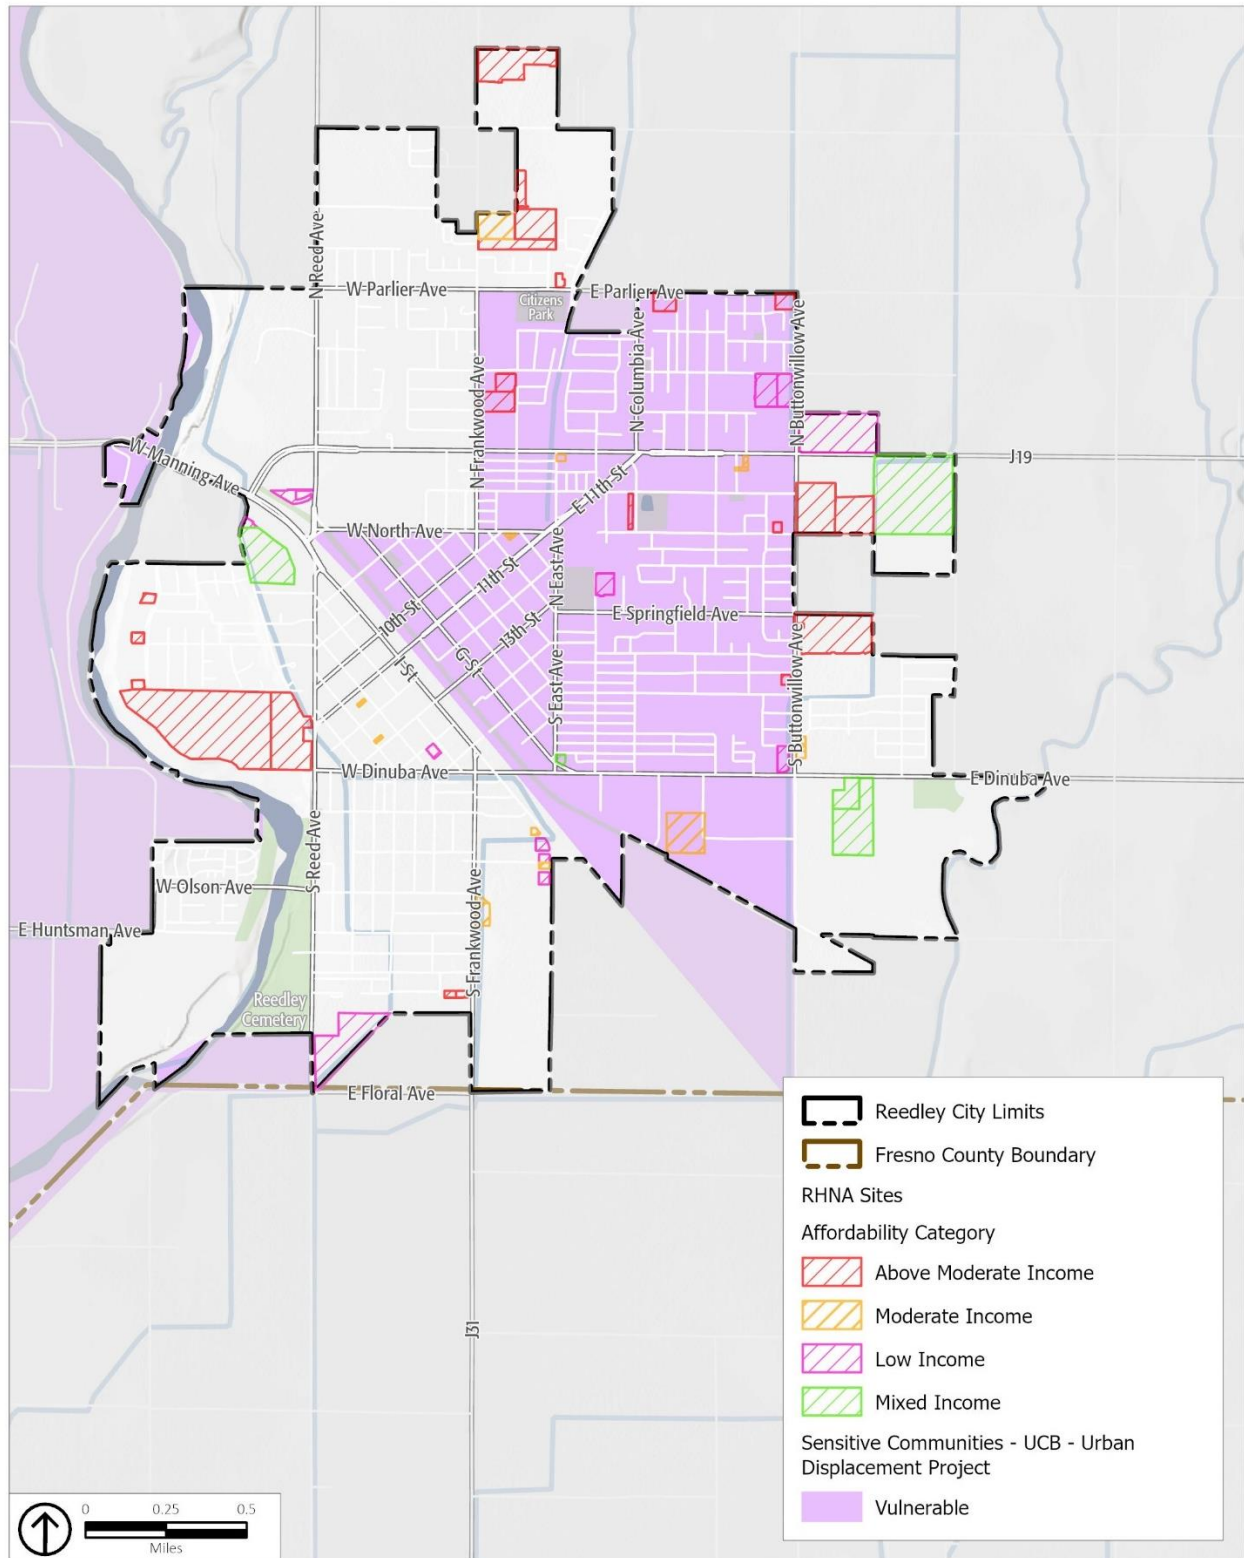 N Reed Ave
W Parlier Ave
Citizens
Park
E Parlier Ave
N Frankwood Ave
N Columbia Ave
N Buttonwillow Ave
W Manning Ave
J19
E 11th St
W North Ave
11th St
10th St
13th St
N East Ave
E Springfield Ave
G St
I St
S East Ave
S Buttonwillow Ave
W Dinuba Ave
E Dinuba Ave
S Reed Ave
W Olson Ave
S Frankwood Ave
E Huntsman Ave
Reedley
Cemetery
E Floral Ave
J31
Reedley City Limits
Fresno County Boundary
RHNA Sites
Affordability Category
Above Moderate Income
Moderate Income
Low Income
Mixed Income
Sensitive Communities - UCB - Urban
Displacement Project
Vulnerable
0 0.25 0.5
Miles